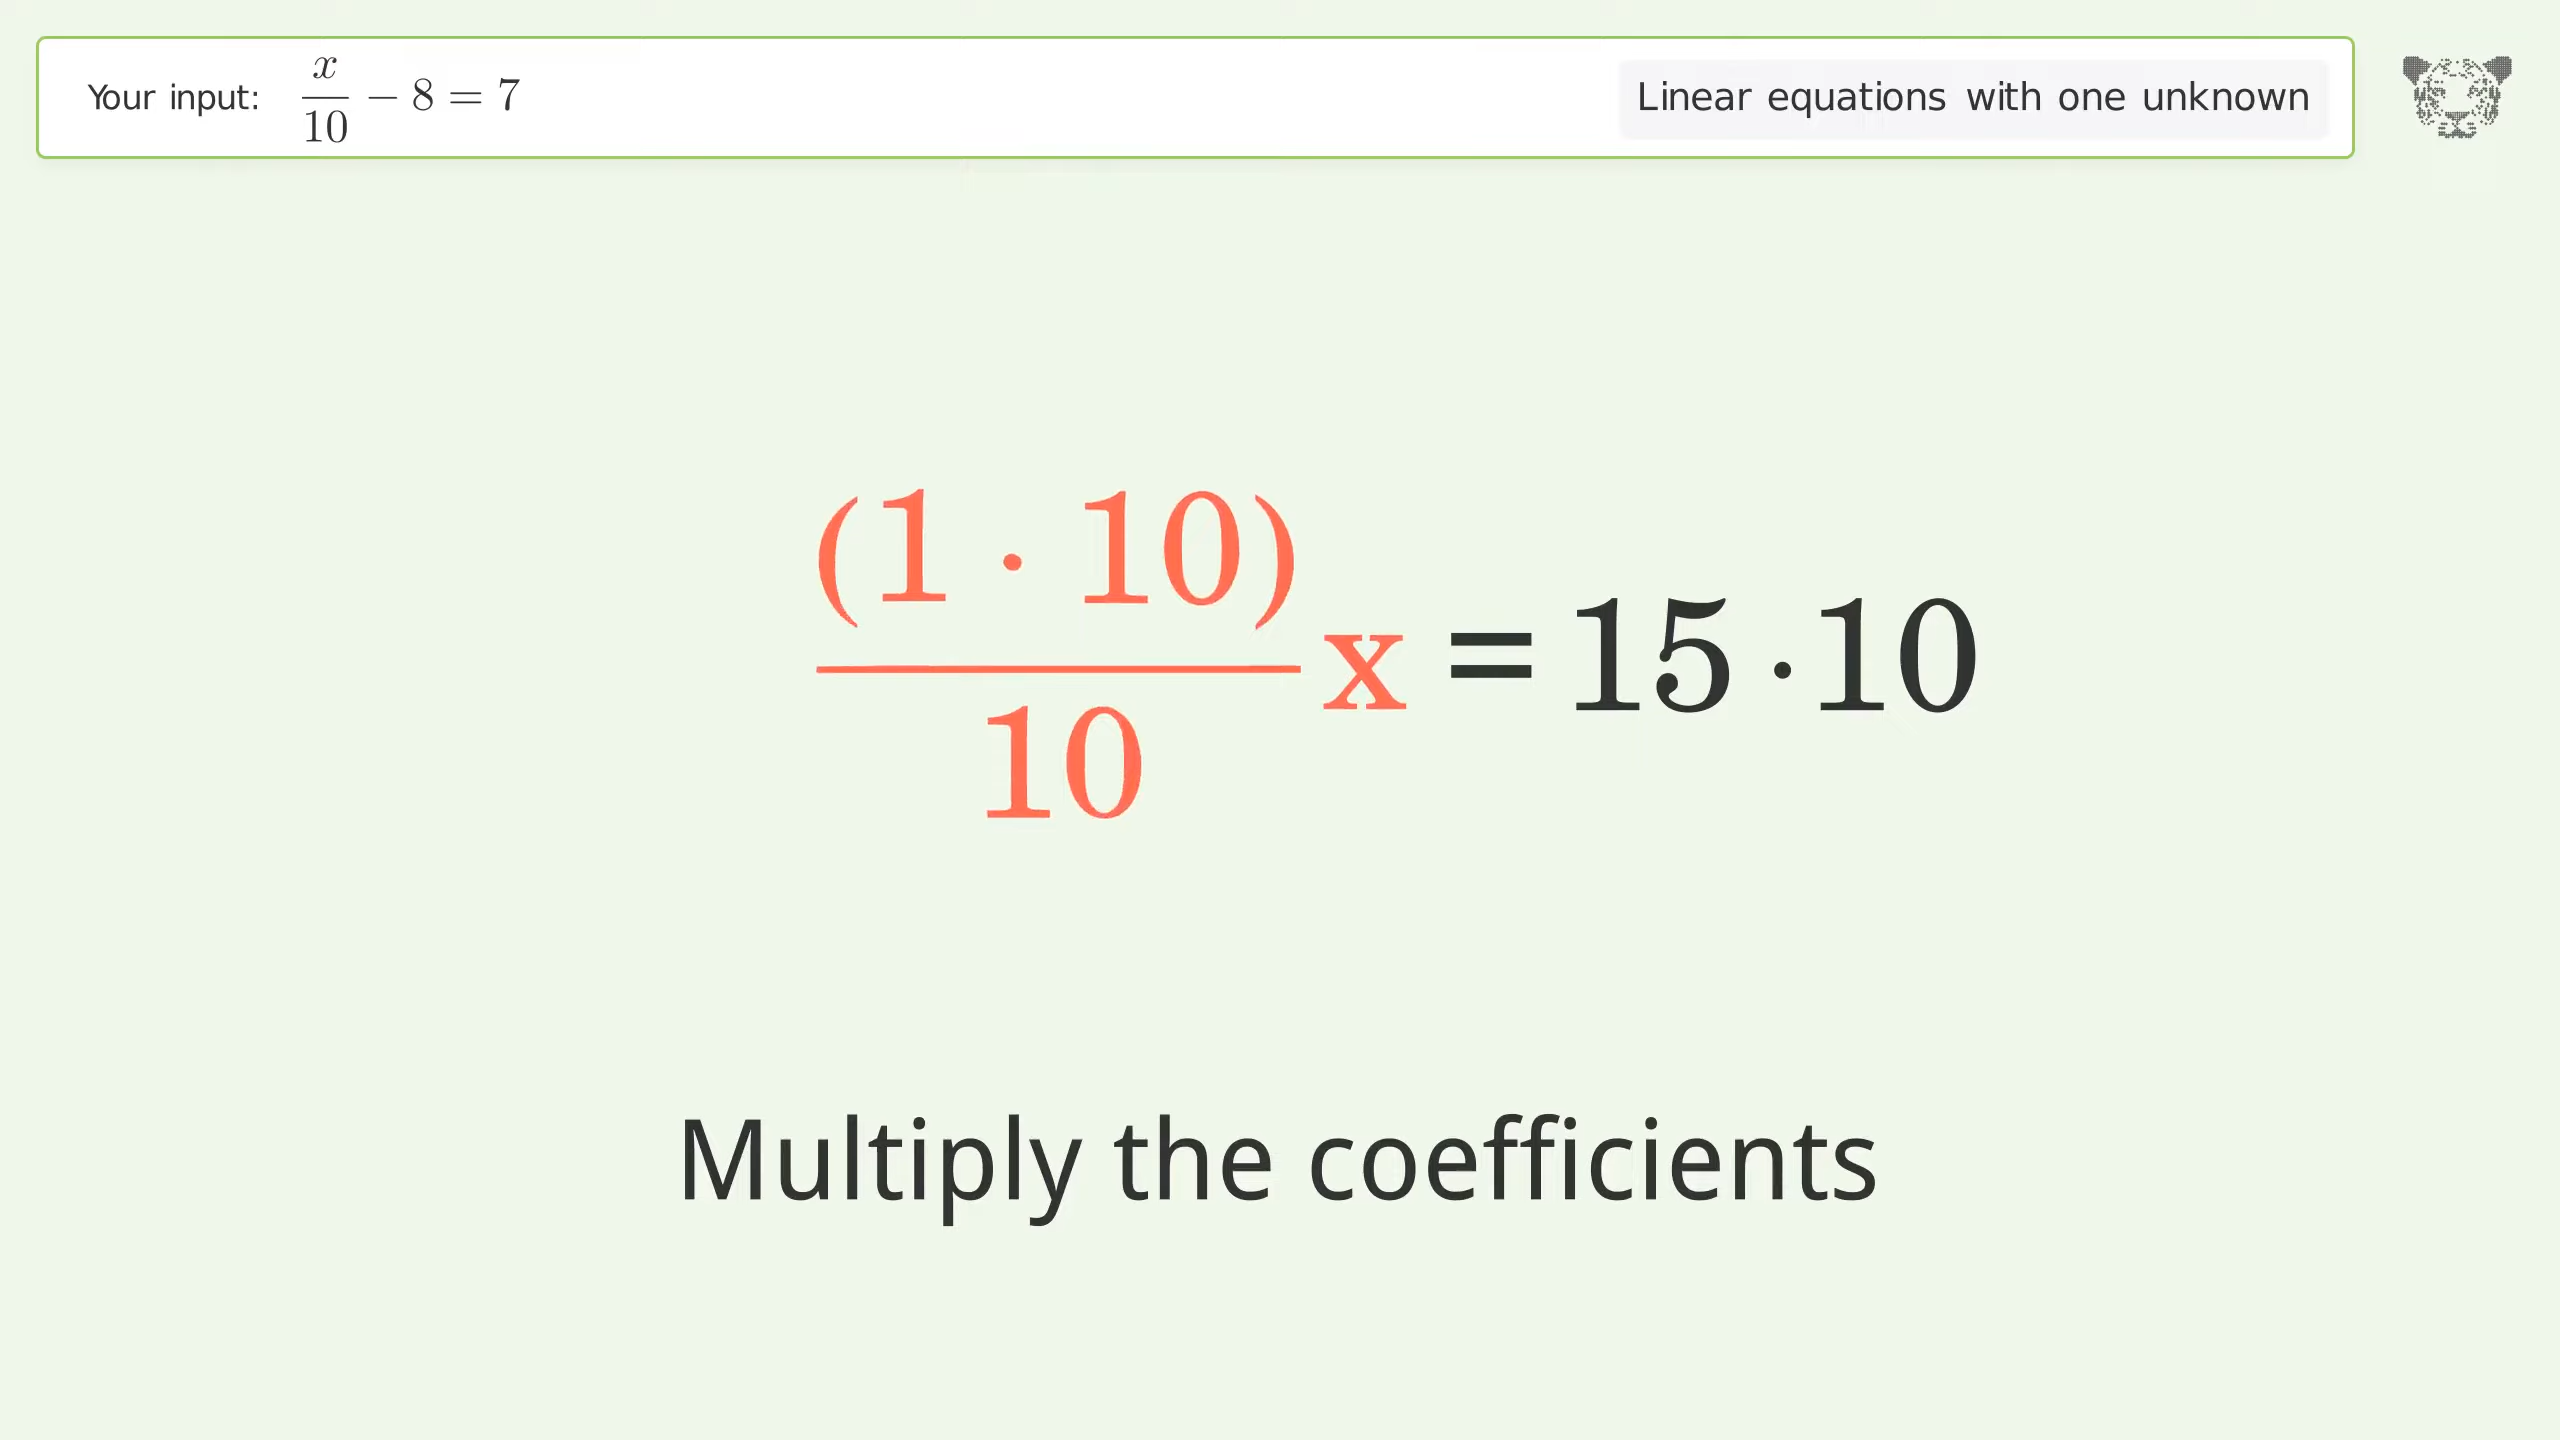 Your input: x/10 − 8 = 7
Linear equations with one unknown
(1 · 10)/10 x = 15 · 10
Multiply the coefficients